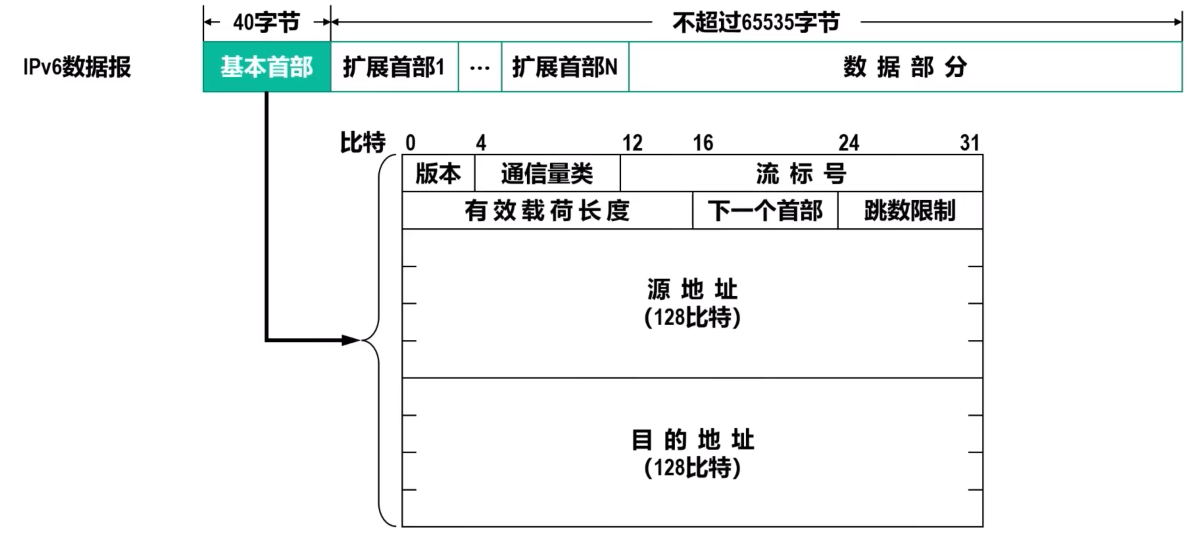 40字节 不超过65535字节
IPv6数据报 基本首部 扩展首部1 … 扩展首部N 数据部分
比特 0 4 12 16 24 31
版本 通信量类 流标号
有效载荷长度 下一个首部 跳数限制
源地址
(128比特)
目的地址
(128比特)